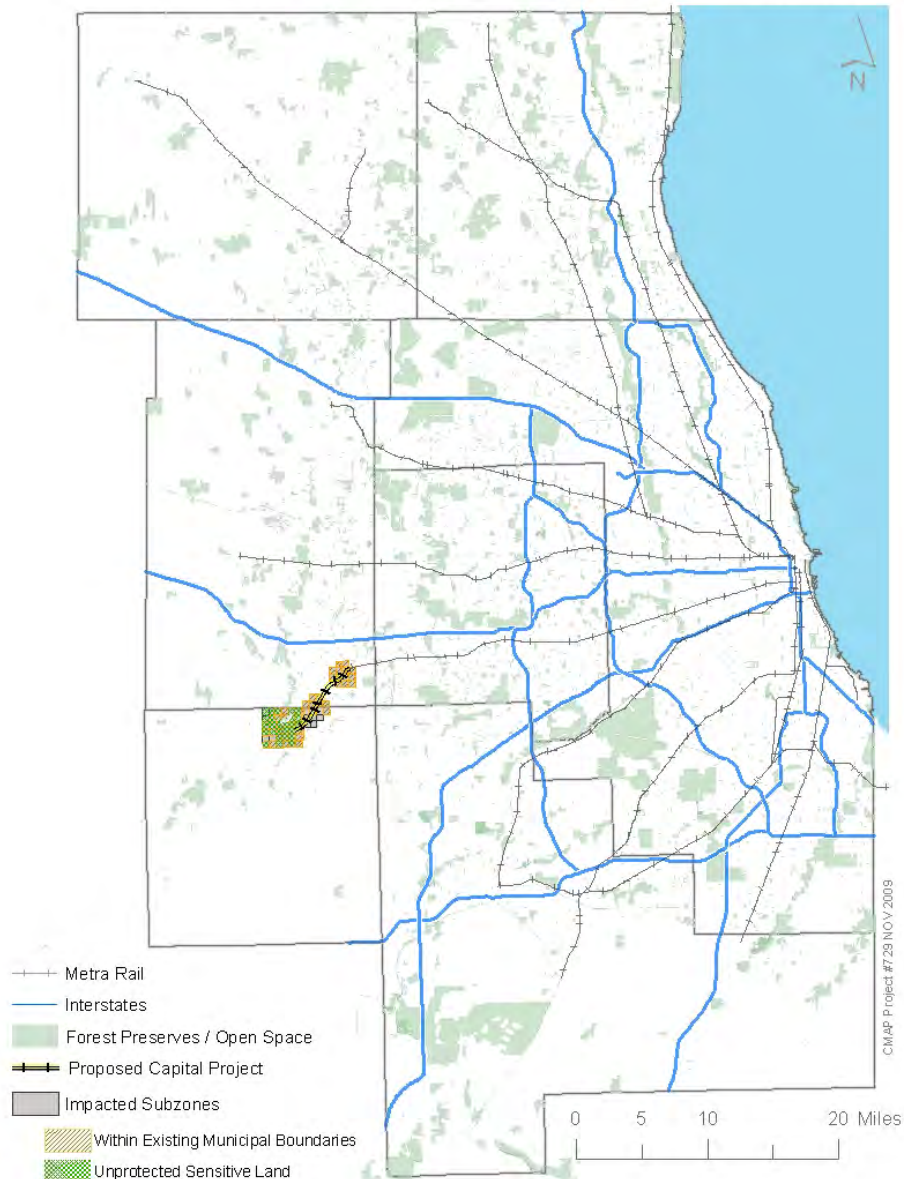 N
CMAP Project #729 NOV 2009
Metra Rail
Interstates
Forest Preserves / Open Space
Proposed Capital Project
Impacted Subzones
Within Existing Municipal Boundaries
Unprotected Sensitive Land
0 5 10 20 Miles